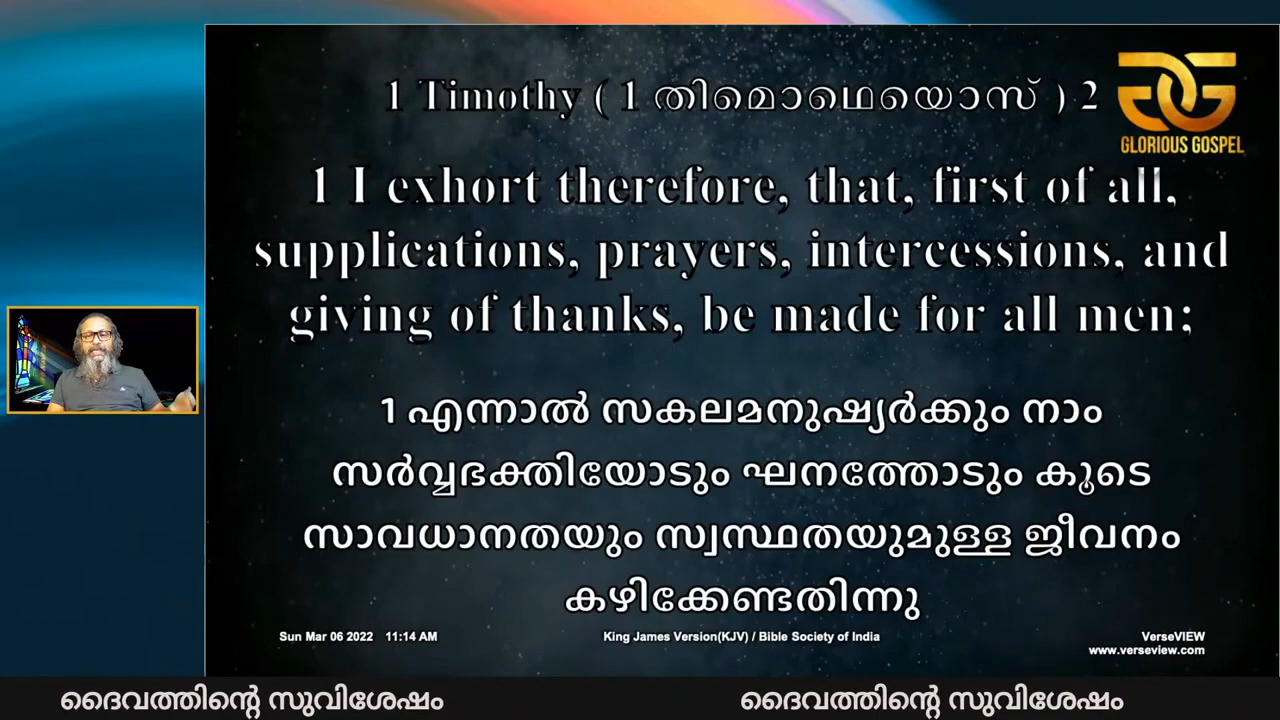 1 Timothy ( 1 തിമൊഥെയൊസ് ) 2
GLORIOUS GOSPEL
1 I exhort therefore, that, first of all,
supplications, prayers, intercessions, and
giving of thanks, be made for all men;
1 എന്നാൽ സകലമനുഷ്യർക്കും നാം
സർവ്വഭക്തിയോടും ഘനത്തോടും കൂടെ
സാവധാനതയും സ്വസ്ഥതയുമുള്ള ജീവനം
കഴിക്കേണ്ടതിന്നു
Sun Mar 06 2022 11:14 AM
King James Version(KJV) / Bible Society of India
VerseVIEW
www.verseview.com
ദൈവത്തിന്റെ സുവിശേഷം
ദൈവത്തിന്റെ സുവിശേഷം